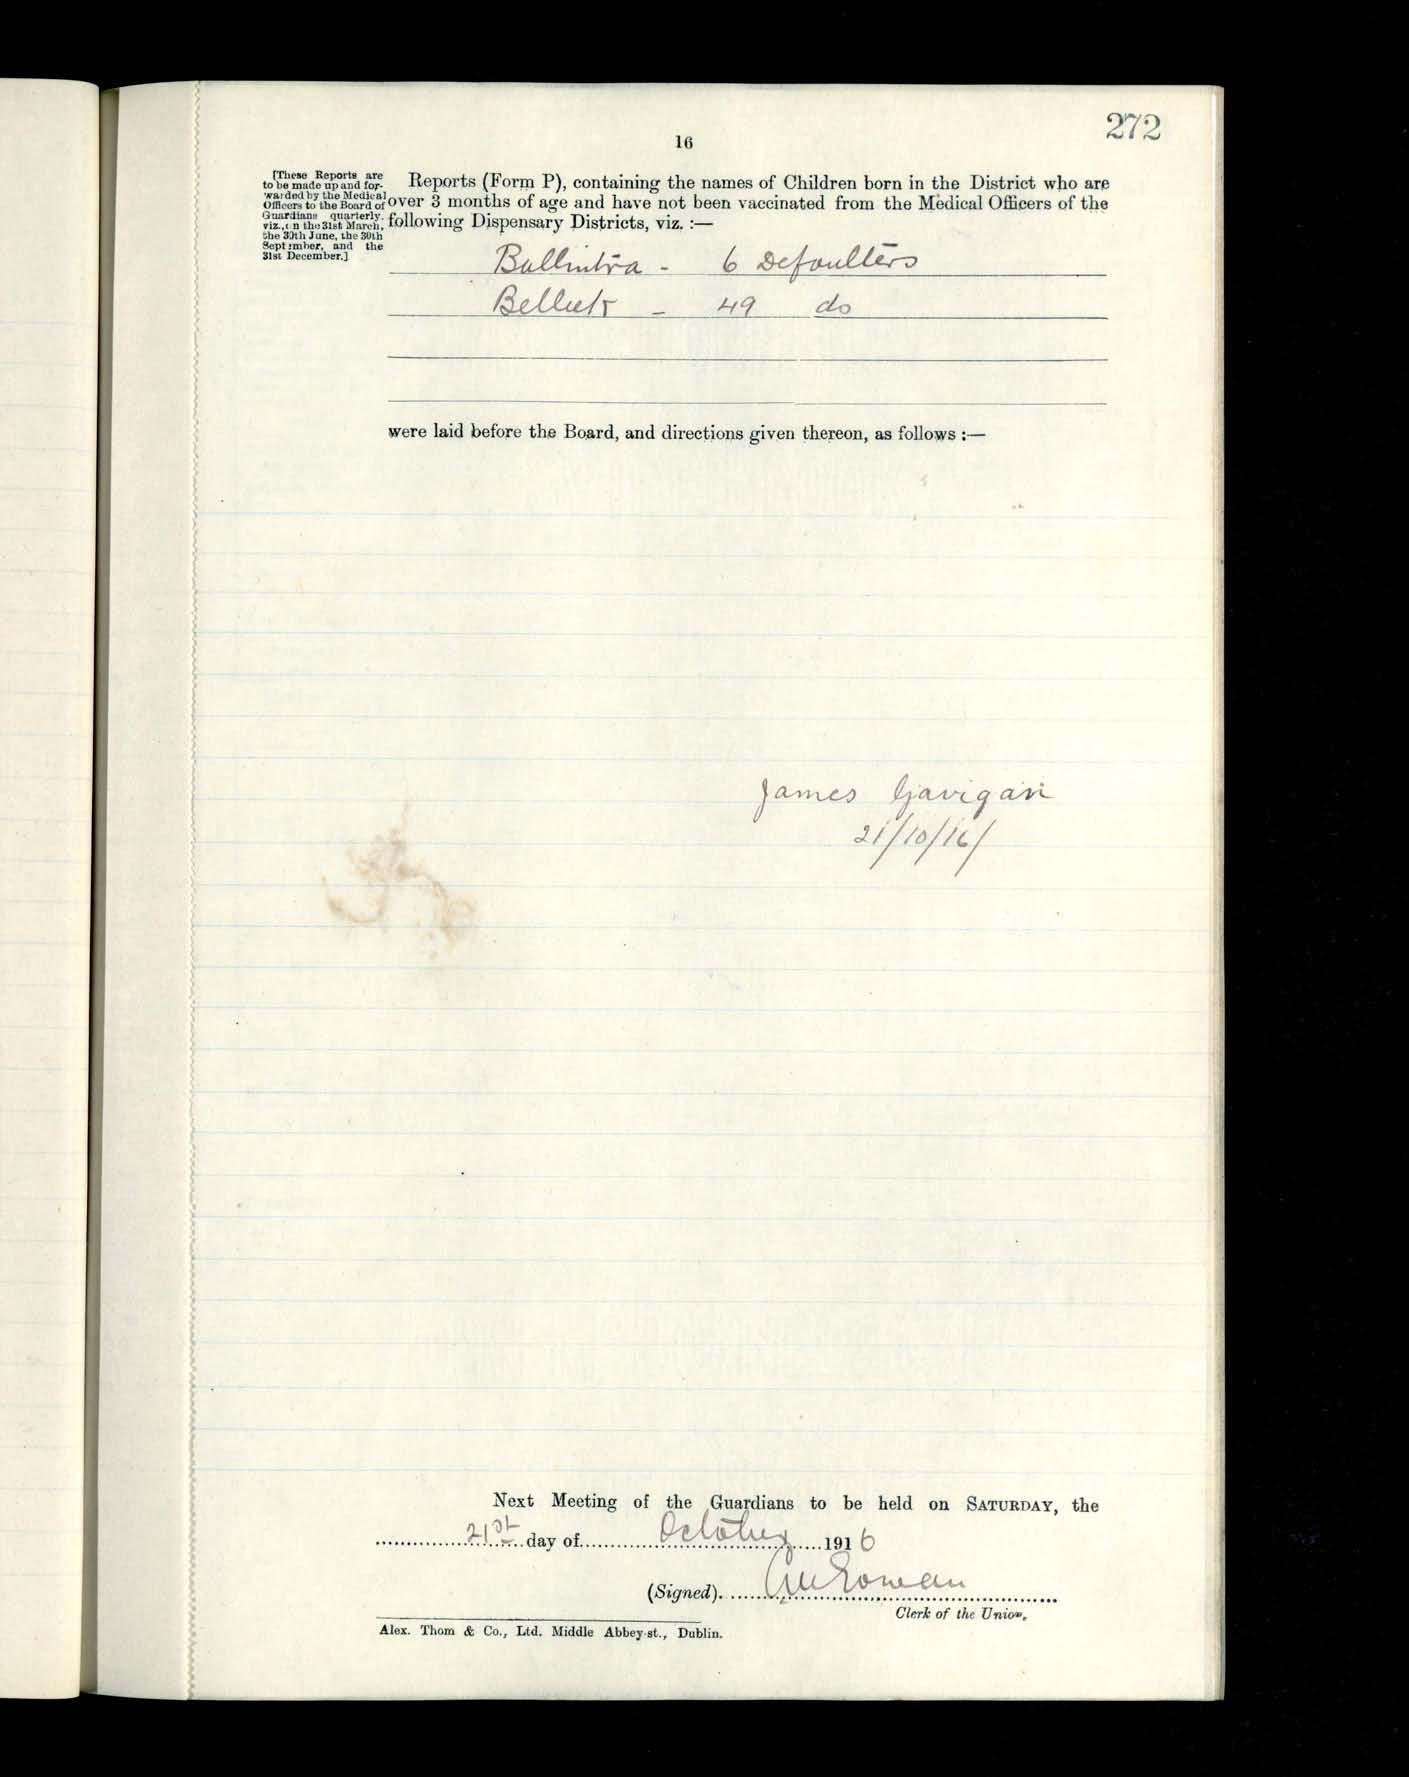 272
16
[These Reports are
to be made up and for-
warded by the Medical
Officers to the Board of
Guardians quarterly,
viz., on the 31st March,
the 30th June, the 30th
September, and the
31st December.]
Reports (Form P), containing the names of Children born in the District who are
over 3 months of age and have not been vaccinated from the Medical Officers of the
following Dispensary Districts, viz. :—
Ballintra - 6 Defaulters
Belleek - 49 do
were laid before the Board, and directions given thereon, as follows :—
James Gavigan
21/10/16/
Next Meeting of the Guardians to be held on SATURDAY, the
21st day of October 1916
(Signed)
Clerk of the Union.
Alex. Thom & Co., Ltd. Middle Abbey-st., Dublin.